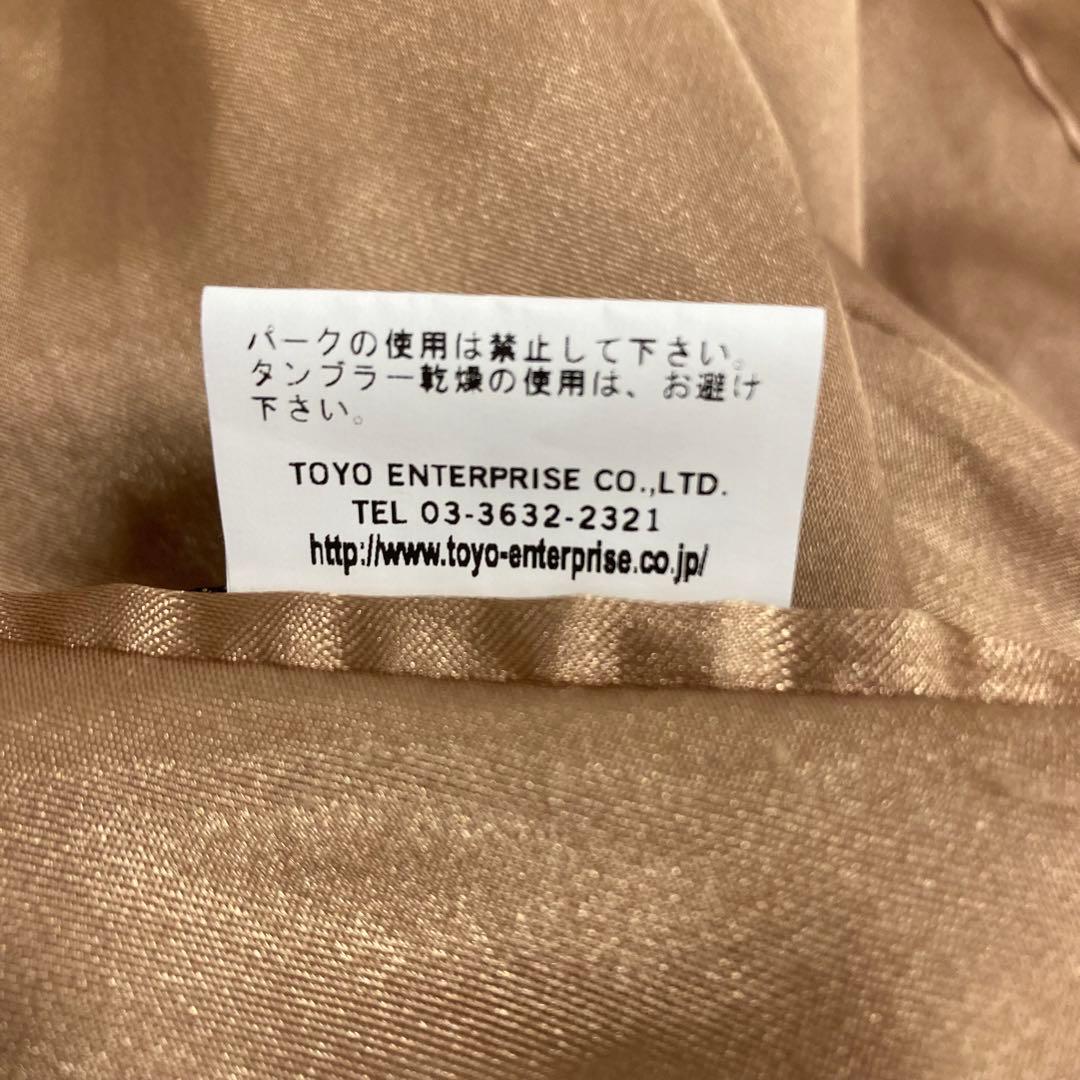 パークの使用は禁止して下さい。
タンブラー乾燥の使用は、お避け
下さい。
TOYO ENTERPRISE CO.,LTD.
TEL 03-3632-2321
http://www.toyo-enterprise.co.jp/